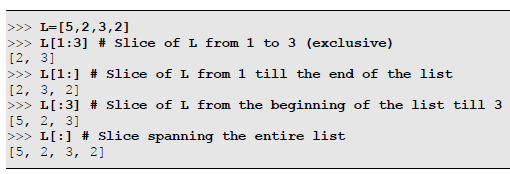 >>> L=[5,2,3,2]
>>> L[1:3] # Slice of L from 1 to 3 (exclusive)
[2, 3]
>>> L[1:] # Slice of L from 1 till the end of the list
[2, 3, 2]
>>> L[:3] # Slice of L from the beginning of the list till 3
[5, 2, 3]
>>> L[:] # Slice spanning the entire list
[5, 2, 3, 2]